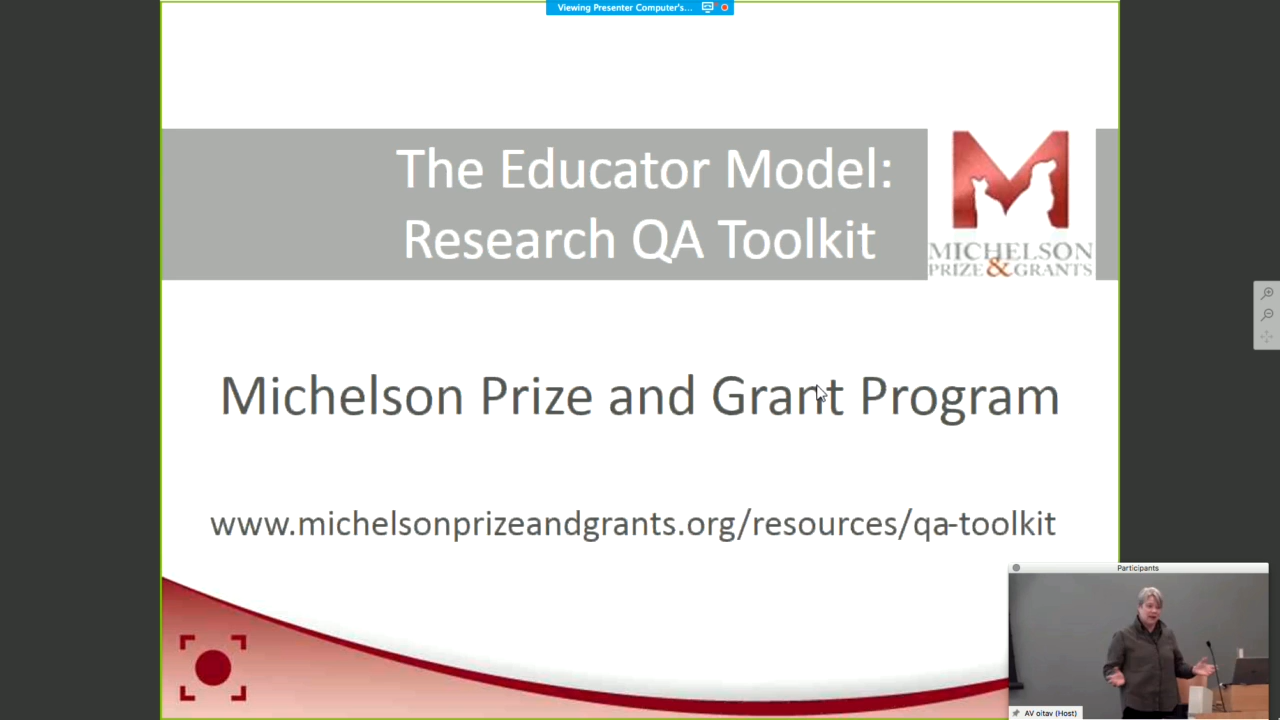 Viewing Presenter Computer's...
The Educator Model:
Research QA Toolkit
M
MICHELSON
PRIZE & GRANTS
Michelson Prize and Grant Program
www.michelsonprizeandgrants.org/resources/qa-toolkit
Participants
AV oitav (Host)